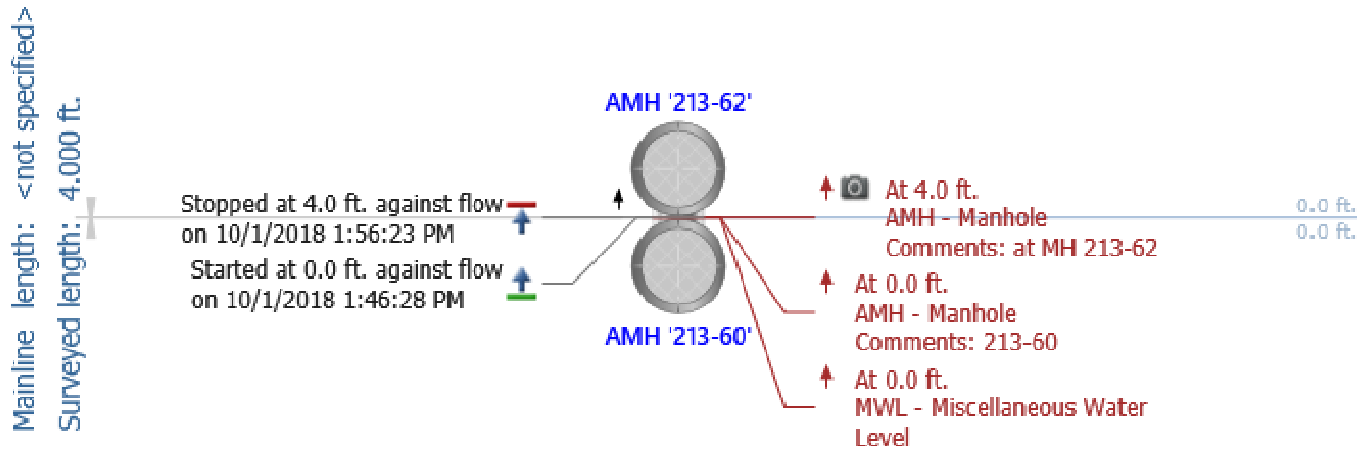 Mainline length: <not specified>
Surveyed length: 4.000 ft.
AMH '213-62'
Stopped at 4.0 ft. against flow
on 10/1/2018 1:56:23 PM
Started at 0.0 ft. against flow
on 10/1/2018 1:46:28 PM
AMH '213-60'
At 4.0 ft.
AMH - Manhole
Comments: at MH 213-62
At 0.0 ft.
AMH - Manhole
Comments: 213-60
At 0.0 ft.
MWL - Miscellaneous Water
Level
0.0 ft.
0.0 ft.